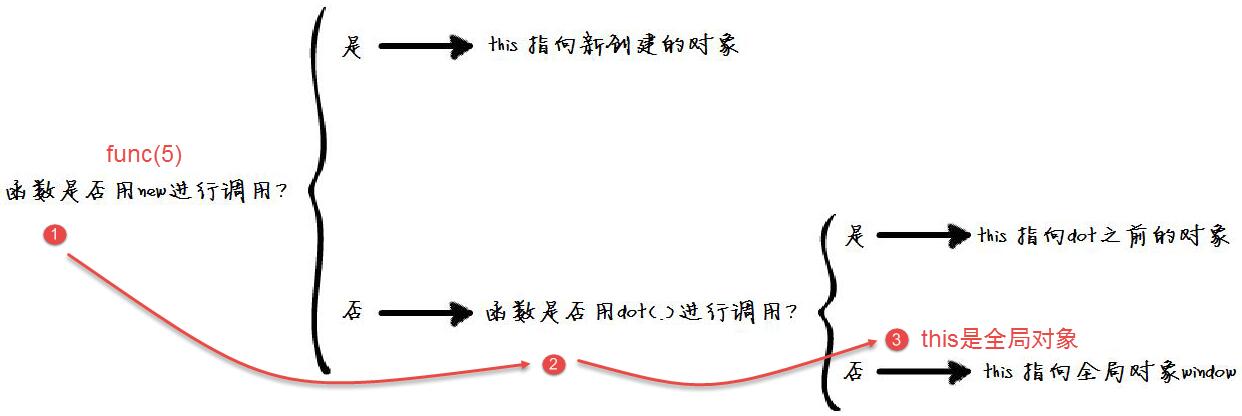 是
this 指向新创建的对象
func(5)
函数是否用new进行调用?
1
是
this 指向dot之前的对象
否
函数是否用dot(.)进行调用?
3 this是全局对象
2
否
this 指向全局对象window